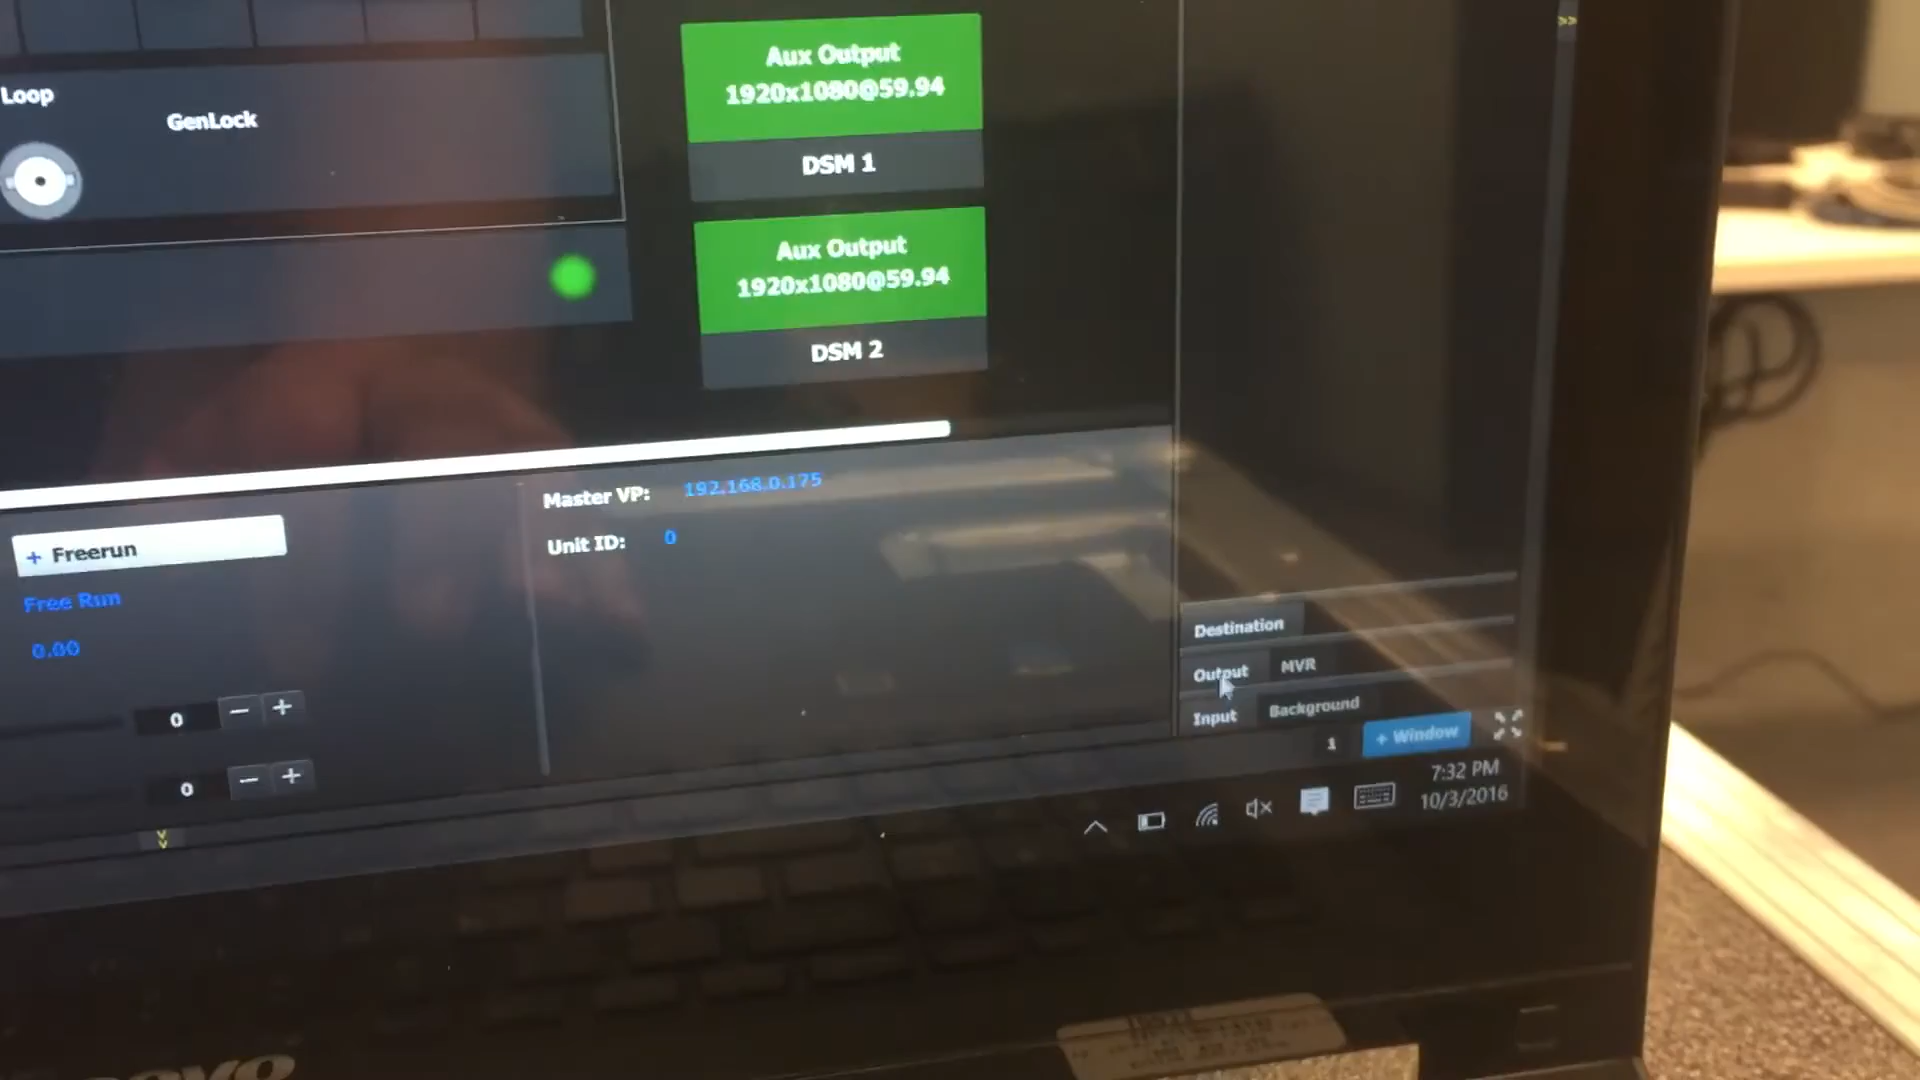 Aux Output
1920x1080@59.94
DSM 1
Loop
GenLock
Aux Output
1920x1080@59.94
DSM 2
Master VP: 192.168.0.175
Unit ID: 0
+ Freerun
Free Run
0.00
0 − +
0 − +
Destination
Output MVR
Input Background
1 + Window
7:32 PM
10/3/2016